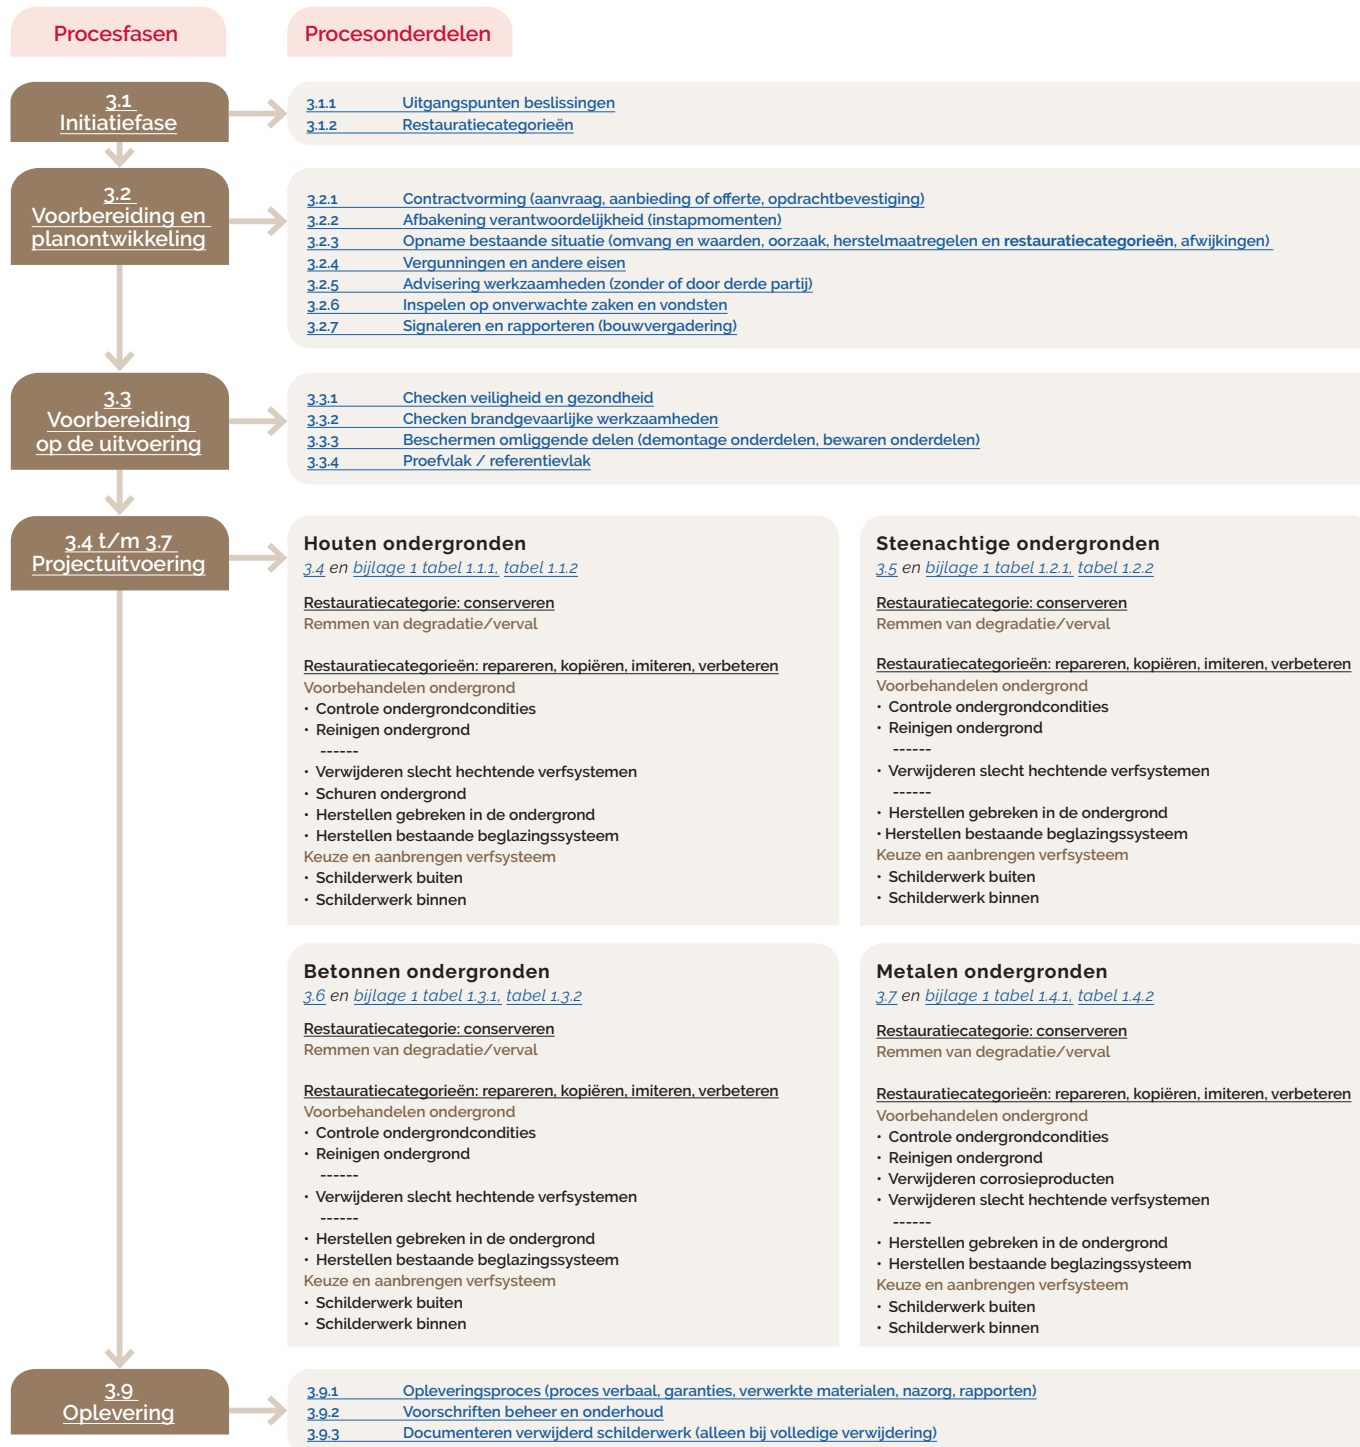 Procesfasen
Procesonderdelen
3.1
Initiatiefase
3.1.1 Uitgangspunten beslissingen
3.1.2 Restauratiecategorieën
3.2
Voorbereiding en
planontwikkeling
3.2.1 Contractvorming (aanvraag, aanbieding of offerte, opdrachtbevestiging)
3.2.2 Afbakening verantwoordelijkheid (instapmomenten)
3.2.3 Opname bestaande situatie (omvang en waarden, oorzaak, herstelmaatregelen en restauratiecategorieën, afwijkingen)
3.2.4 Vergunningen en andere eisen
3.2.5 Advisering werkzaamheden (zonder of door derde partij)
3.2.6 Inspelen op onverwachte zaken en vondsten
3.2.7 Signaleren en rapporteren (bouwvergadering)
3.3
Voorbereiding
op de uitvoering
3.3.1 Checken veiligheid en gezondheid
3.3.2 Checken brandgevaarlijke werkzaamheden
3.3.3 Beschermen omliggende delen (demontage onderdelen, bewaren onderdelen)
3.3.4 Proefvlak / referentievlak
3.4 t/m 3.7
Projectuitvoering
Houten ondergronden
3.4 en bijlage 1 tabel 1.1.1, tabel 1.1.2
Restauratiecategorie: conserveren
Remmen van degradatie/verval
Restauratiecategorieën: repareren, kopiëren, imiteren, verbeteren
Voorbehandelen ondergrond
• Controle ondergrondcondities
• Reinigen ondergrond
------
• Verwijderen slecht hechtende verfsystemen
• Schuren ondergrond
• Herstellen gebreken in de ondergrond
• Herstellen bestaande beglazingssysteem
Keuze en aanbrengen verfsysteem
• Schilderwerk buiten
• Schilderwerk binnen
Steenachtige ondergronden
3.5 en bijlage 1 tabel 1.2.1, tabel 1.2.2
Restauratiecategorie: conserveren
Remmen van degradatie/verval
Restauratiecategorieën: repareren, kopiëren, imiteren, verbeteren
Voorbehandelen ondergrond
• Controle ondergrondcondities
• Reinigen ondergrond
------
• Verwijderen slecht hechtende verfsystemen
------
• Herstellen gebreken in de ondergrond
• Herstellen bestaande beglazingssysteem
Keuze en aanbrengen verfsysteem
• Schilderwerk buiten
• Schilderwerk binnen
Betonnen ondergronden
3.6 en bijlage 1 tabel 1.3.1, tabel 1.3.2
Restauratiecategorie: conserveren
Remmen van degradatie/verval
Restauratiecategorieën: repareren, kopiëren, imiteren, verbeteren
Voorbehandelen ondergrond
• Controle ondergrondcondities
• Reinigen ondergrond
------
• Verwijderen slecht hechtende verfsystemen
------
• Herstellen gebreken in de ondergrond
• Herstellen bestaande beglazingssysteem
Keuze en aanbrengen verfsysteem
• Schilderwerk buiten
• Schilderwerk binnen
Metalen ondergronden
3.7 en bijlage 1 tabel 1.4.1, tabel 1.4.2
Restauratiecategorie: conserveren
Remmen van degradatie/verval
Restauratiecategorieën: repareren, kopiëren, imiteren, verbeteren
Voorbehandelen ondergrond
• Controle ondergrondcondities
• Reinigen ondergrond
• Verwijderen corrosieproducten
• Verwijderen slecht hechtende verfsystemen
------
• Herstellen gebreken in de ondergrond
• Herstellen bestaande beglazingssysteem
Keuze en aanbrengen verfsysteem
• Schilderwerk buiten
• Schilderwerk binnen
3.9
Oplevering
3.9.1 Opleveringsproces (proces verbaal, garanties, verwerkte materialen, nazorg, rapporten)
3.9.2 Voorschriften beheer en onderhoud
3.9.3 Documenteren verwijderd schilderwerk (alleen bij volledige verwijdering)